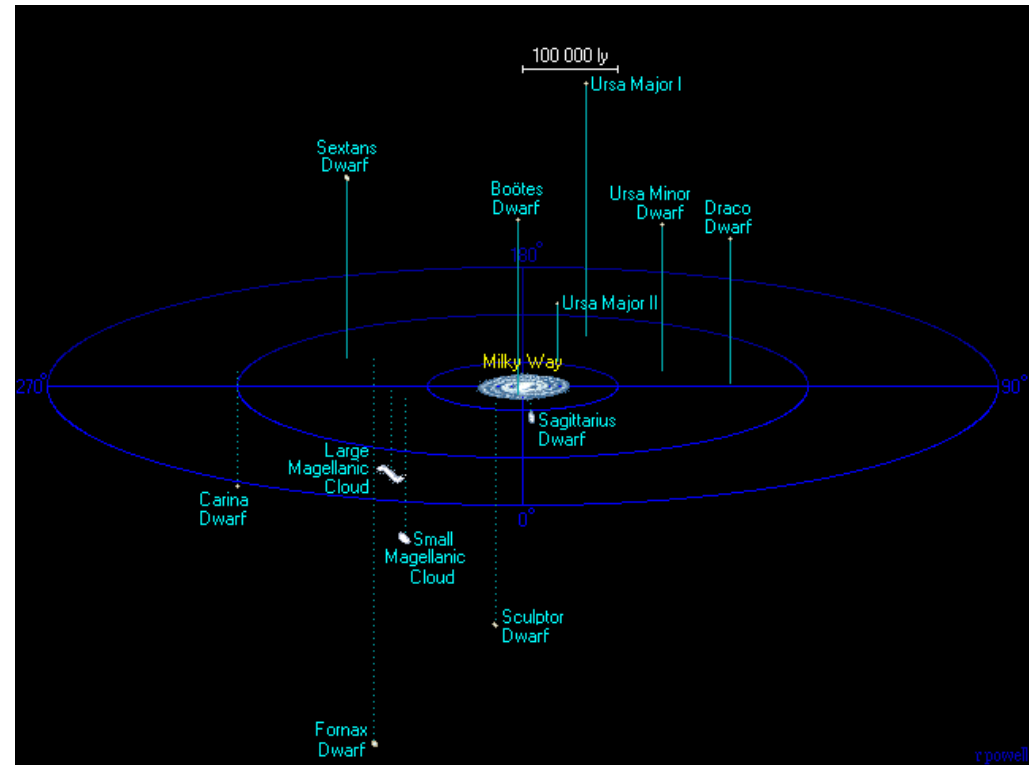 100 000 ly
Ursa Major I
Sextans
Dwarf
Boötes
Dwarf
Ursa Minor
Dwarf
Draco
Dwarf
180°
Ursa Major II
Milky Way
270°
90°
Sagittarius
Dwarf
Large
Magellanic
Cloud
Carina
Dwarf
0°
Small
Magellanic
Cloud
Sculptor
Dwarf
Fornax
Dwarf
r powell